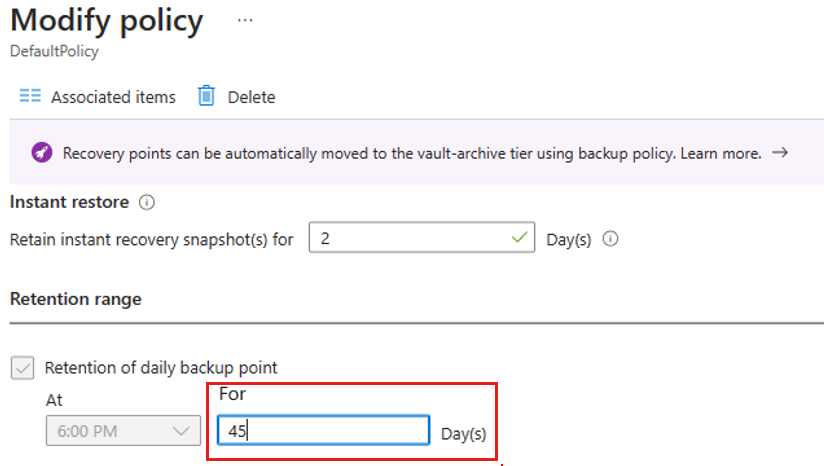 Modify policy ...
DefaultPolicy
Associated items Delete
Recovery points can be automatically moved to the vault-archive tier using backup policy. Learn more. →
Instant restore
Retain instant recovery snapshot(s) for 2 Day(s)
Retention range
Retention of daily backup point
At For
6:00 PM 45 Day(s)